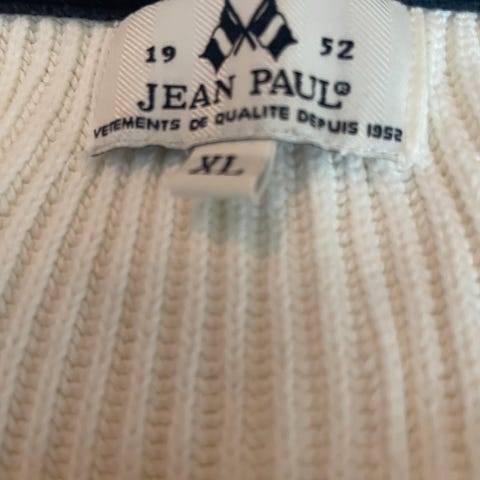 19 52
JEAN PAUL®
VETEMENTS DE QUALITE DEPUIS 1952
XL